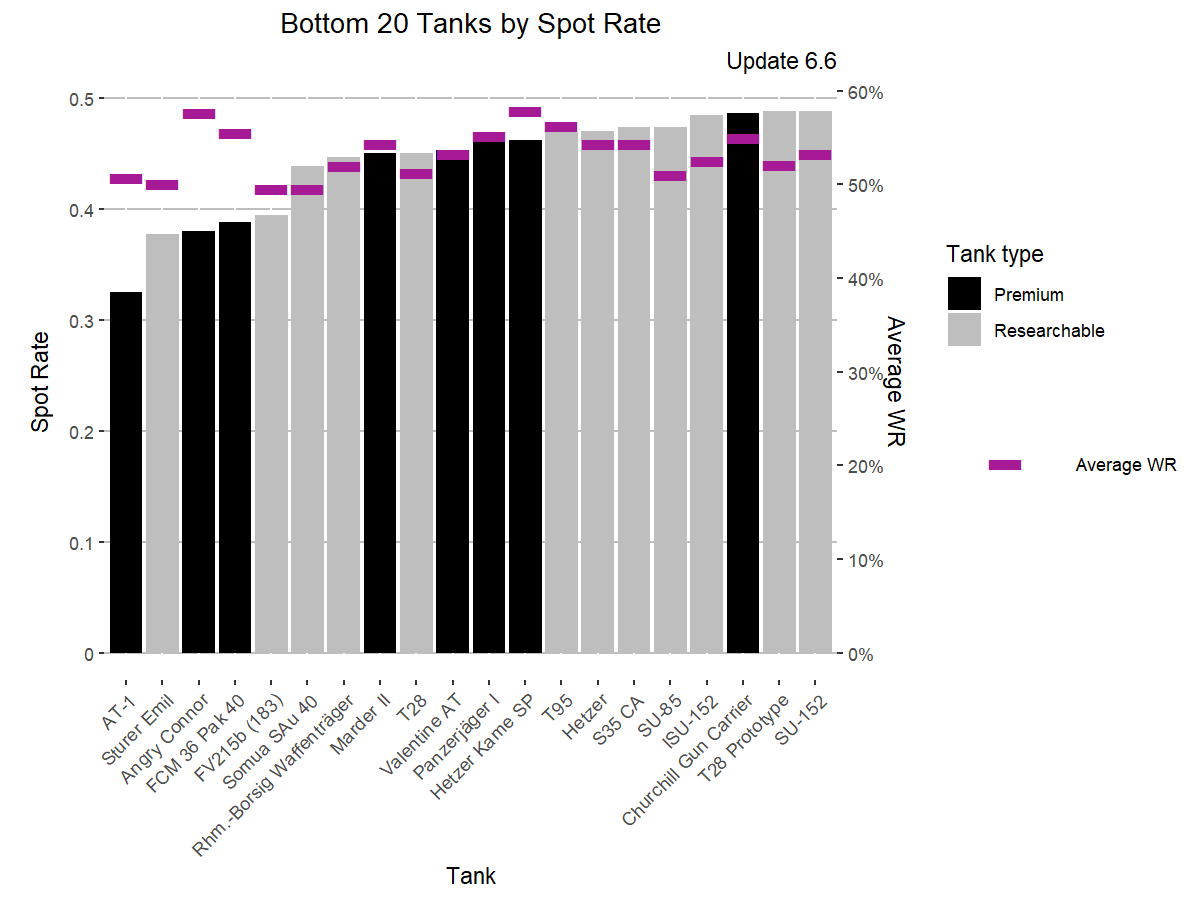 Bottom 20 Tanks by Spot Rate
Update 6.6
0.5
0.4
0.3
0.2
0.1
0
Spot Rate
60%
50%
40%
30%
20%
10%
0%
Average WR
AT-1
Sturer Emil
Angry Connor
FCM 36 Pak 40
FV215b (183)
Somua SAu 40
Rhm.-Borsig Waffenträger
Marder II
T28
Valentine AT
Panzerjäger I
Hetzer Kame SP
T95
Hetzer
S35 CA
SU-85
ISU-152
Churchill Gun Carrier
T28 Prototype
SU-152
Tank
Tank type
Premium
Researchable
Average WR